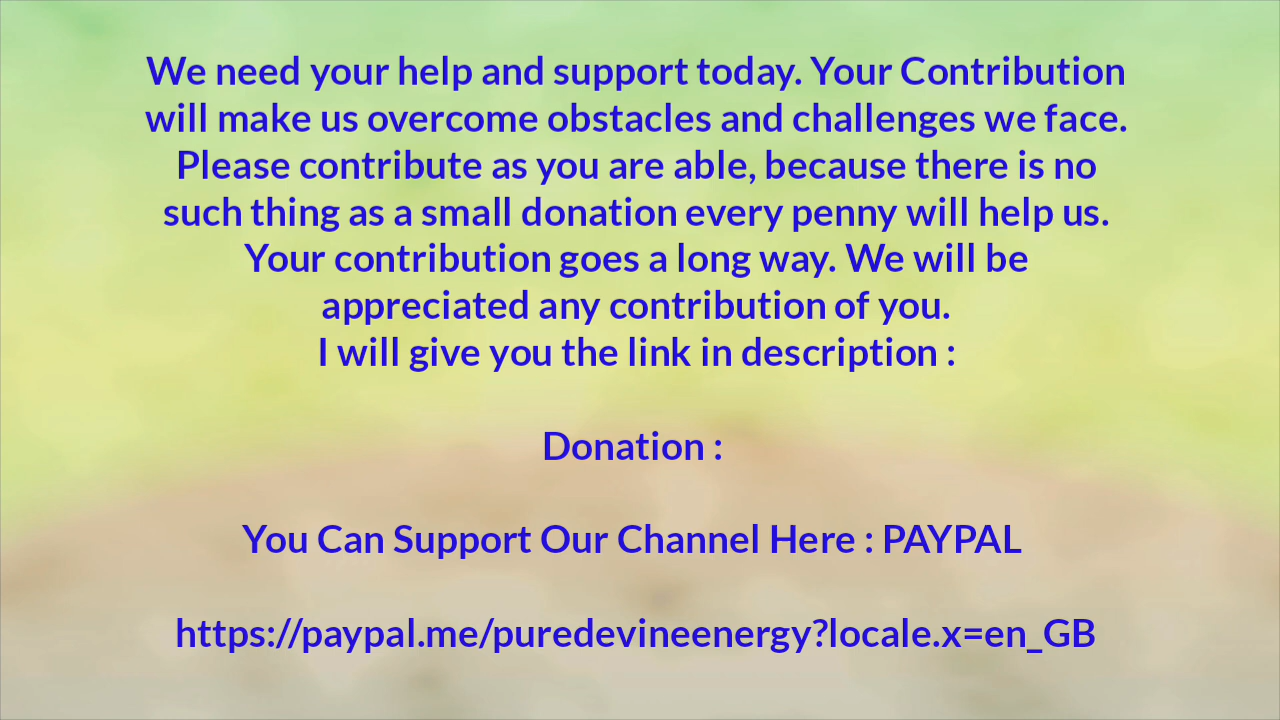 We need your help and support today. Your Contribution
will make us overcome obstacles and challenges we face.
Please contribute as you are able, because there is no
such thing as a small donation every penny will help us.
Your contribution goes a long way. We will be
appreciated any contribution of you.
I will give you the link in description :
Donation :
You Can Support Our Channel Here : PAYPAL
https://paypal.me/puredevineenergy?locale.x=en_GB